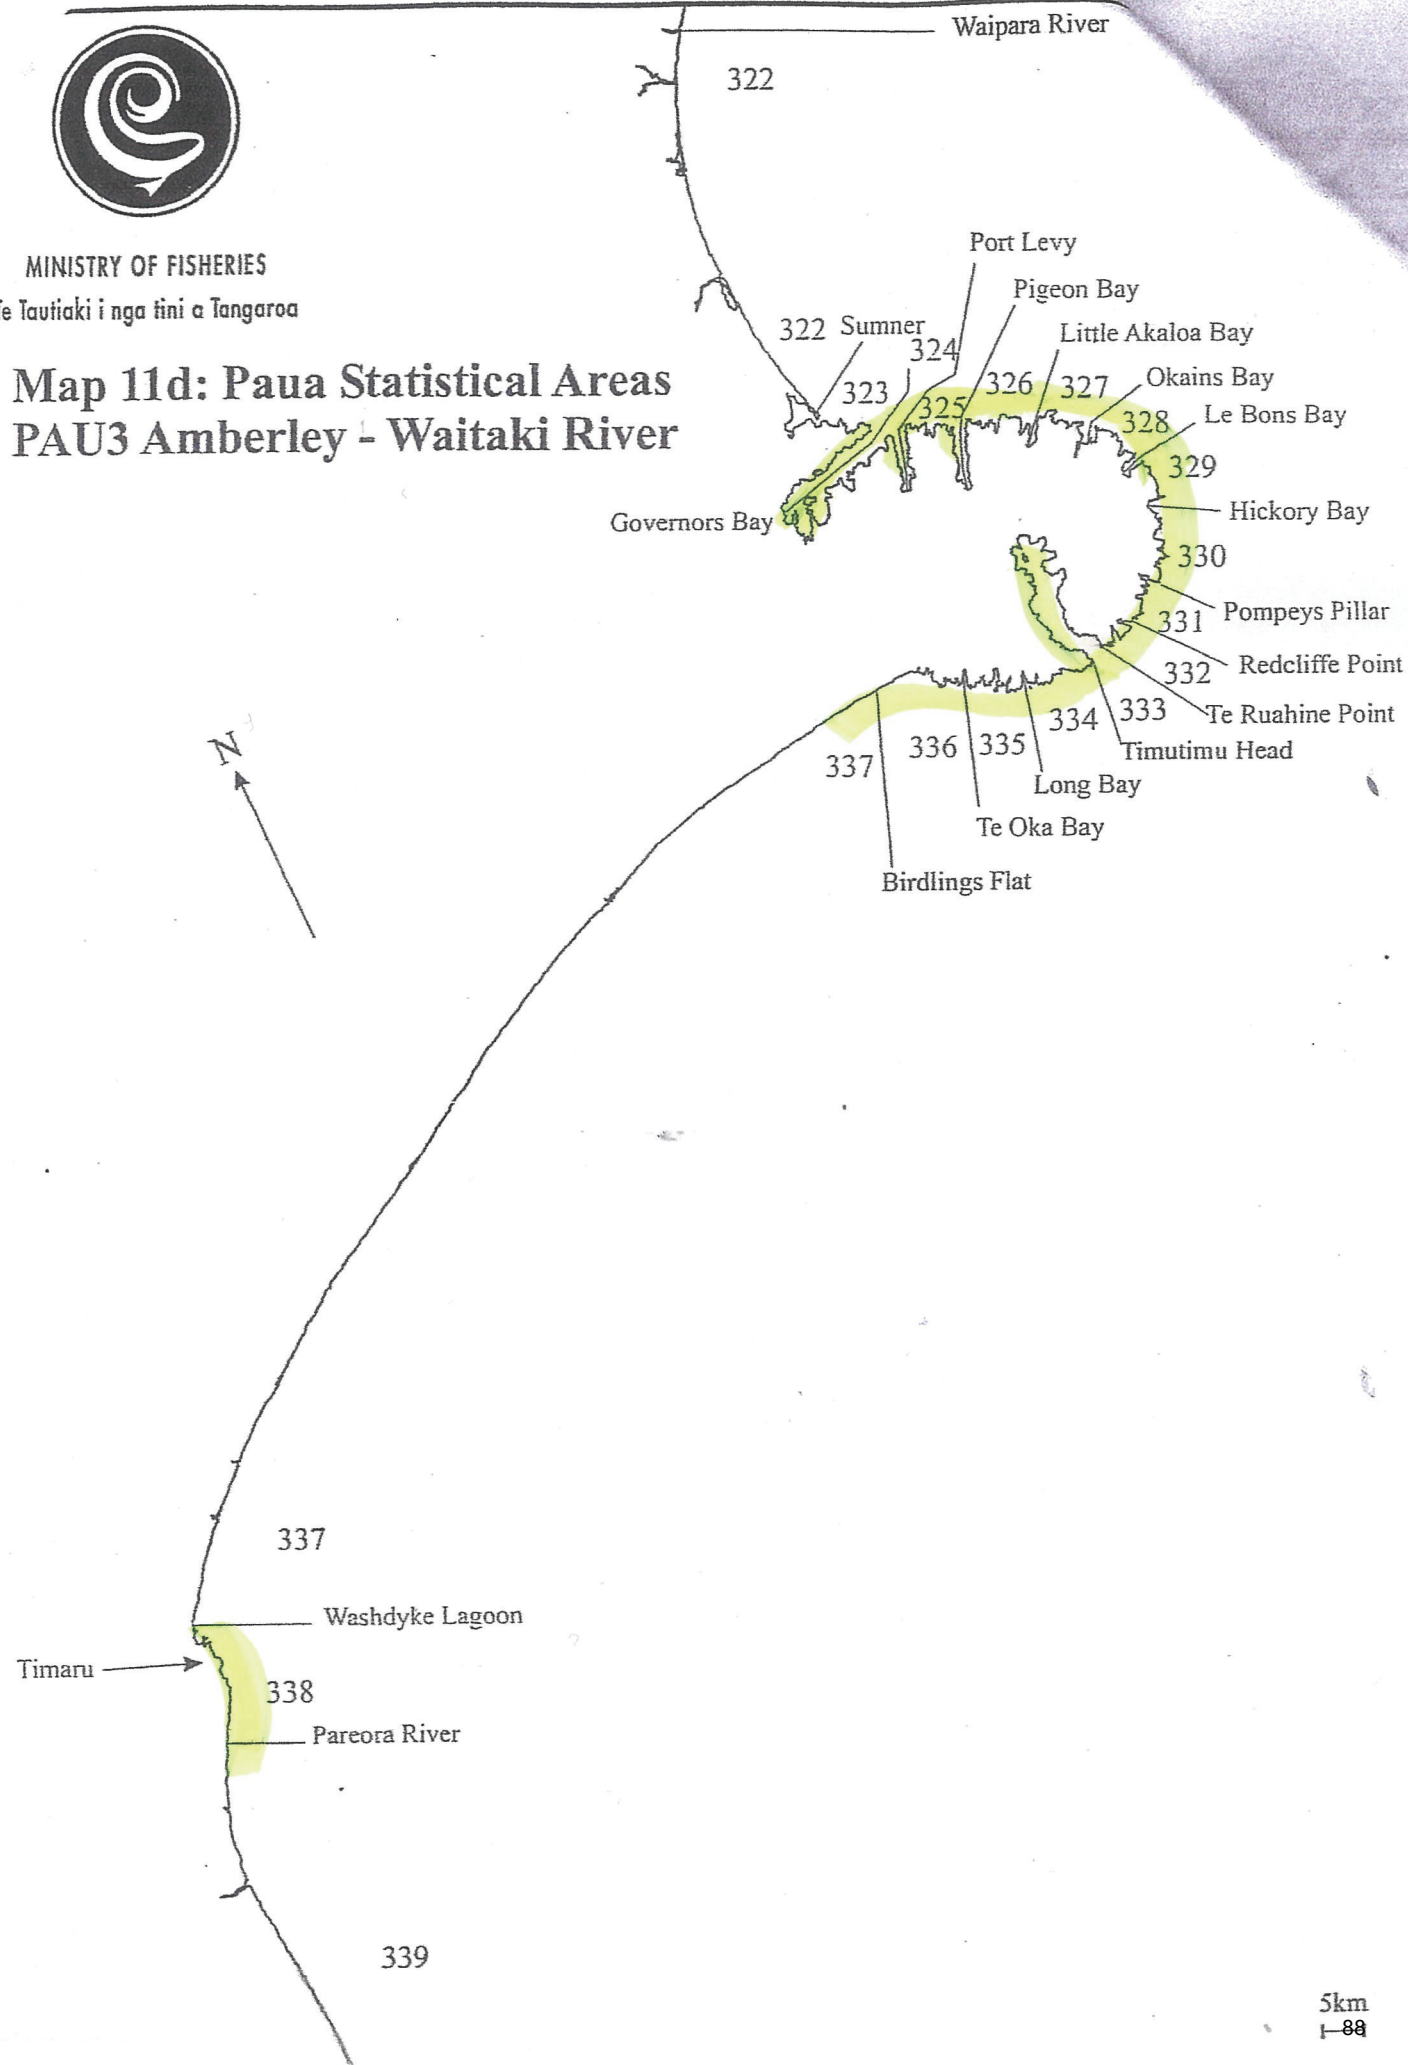 Waipara River
322
MINISTRY OF FISHERIES
Te Tautiaki i nga tini a Tangaroa
Map 11d: Paua Statistical Areas
PAU3 Amberley - Waitaki River
Port Levy
Pigeon Bay
322
Sumner
324
Little Akaloa Bay
323
325
326
327
Okains Bay
328
Le Bons Bay
329
Governors Bay
Hickory Bay
330
Pompeys Pillar
331
Redcliffe Point
332
Te Ruahine Point
333
334
Timutimu Head
335
336
337
Long Bay
Te Oka Bay
Birdlings Flat
N
337
Washdyke Lagoon
Timaru
338
Pareora River
339
5km
88